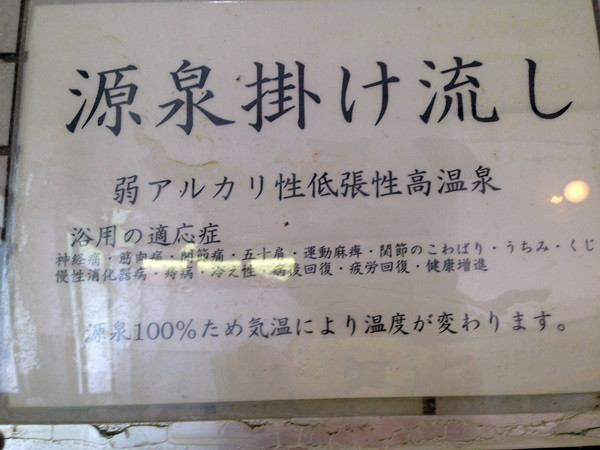 源泉掛け流し
弱アルカリ性低張性高温泉
浴用の適応症
神経痛・筋肉痛・関節痛・五十肩・運動麻痺・関節のこわばり・うちみ・くじ
慢性消化器病・痔病・冷え性・病後回復・疲労回復・健康増進
源泉100%ため気温により温度が変わります。